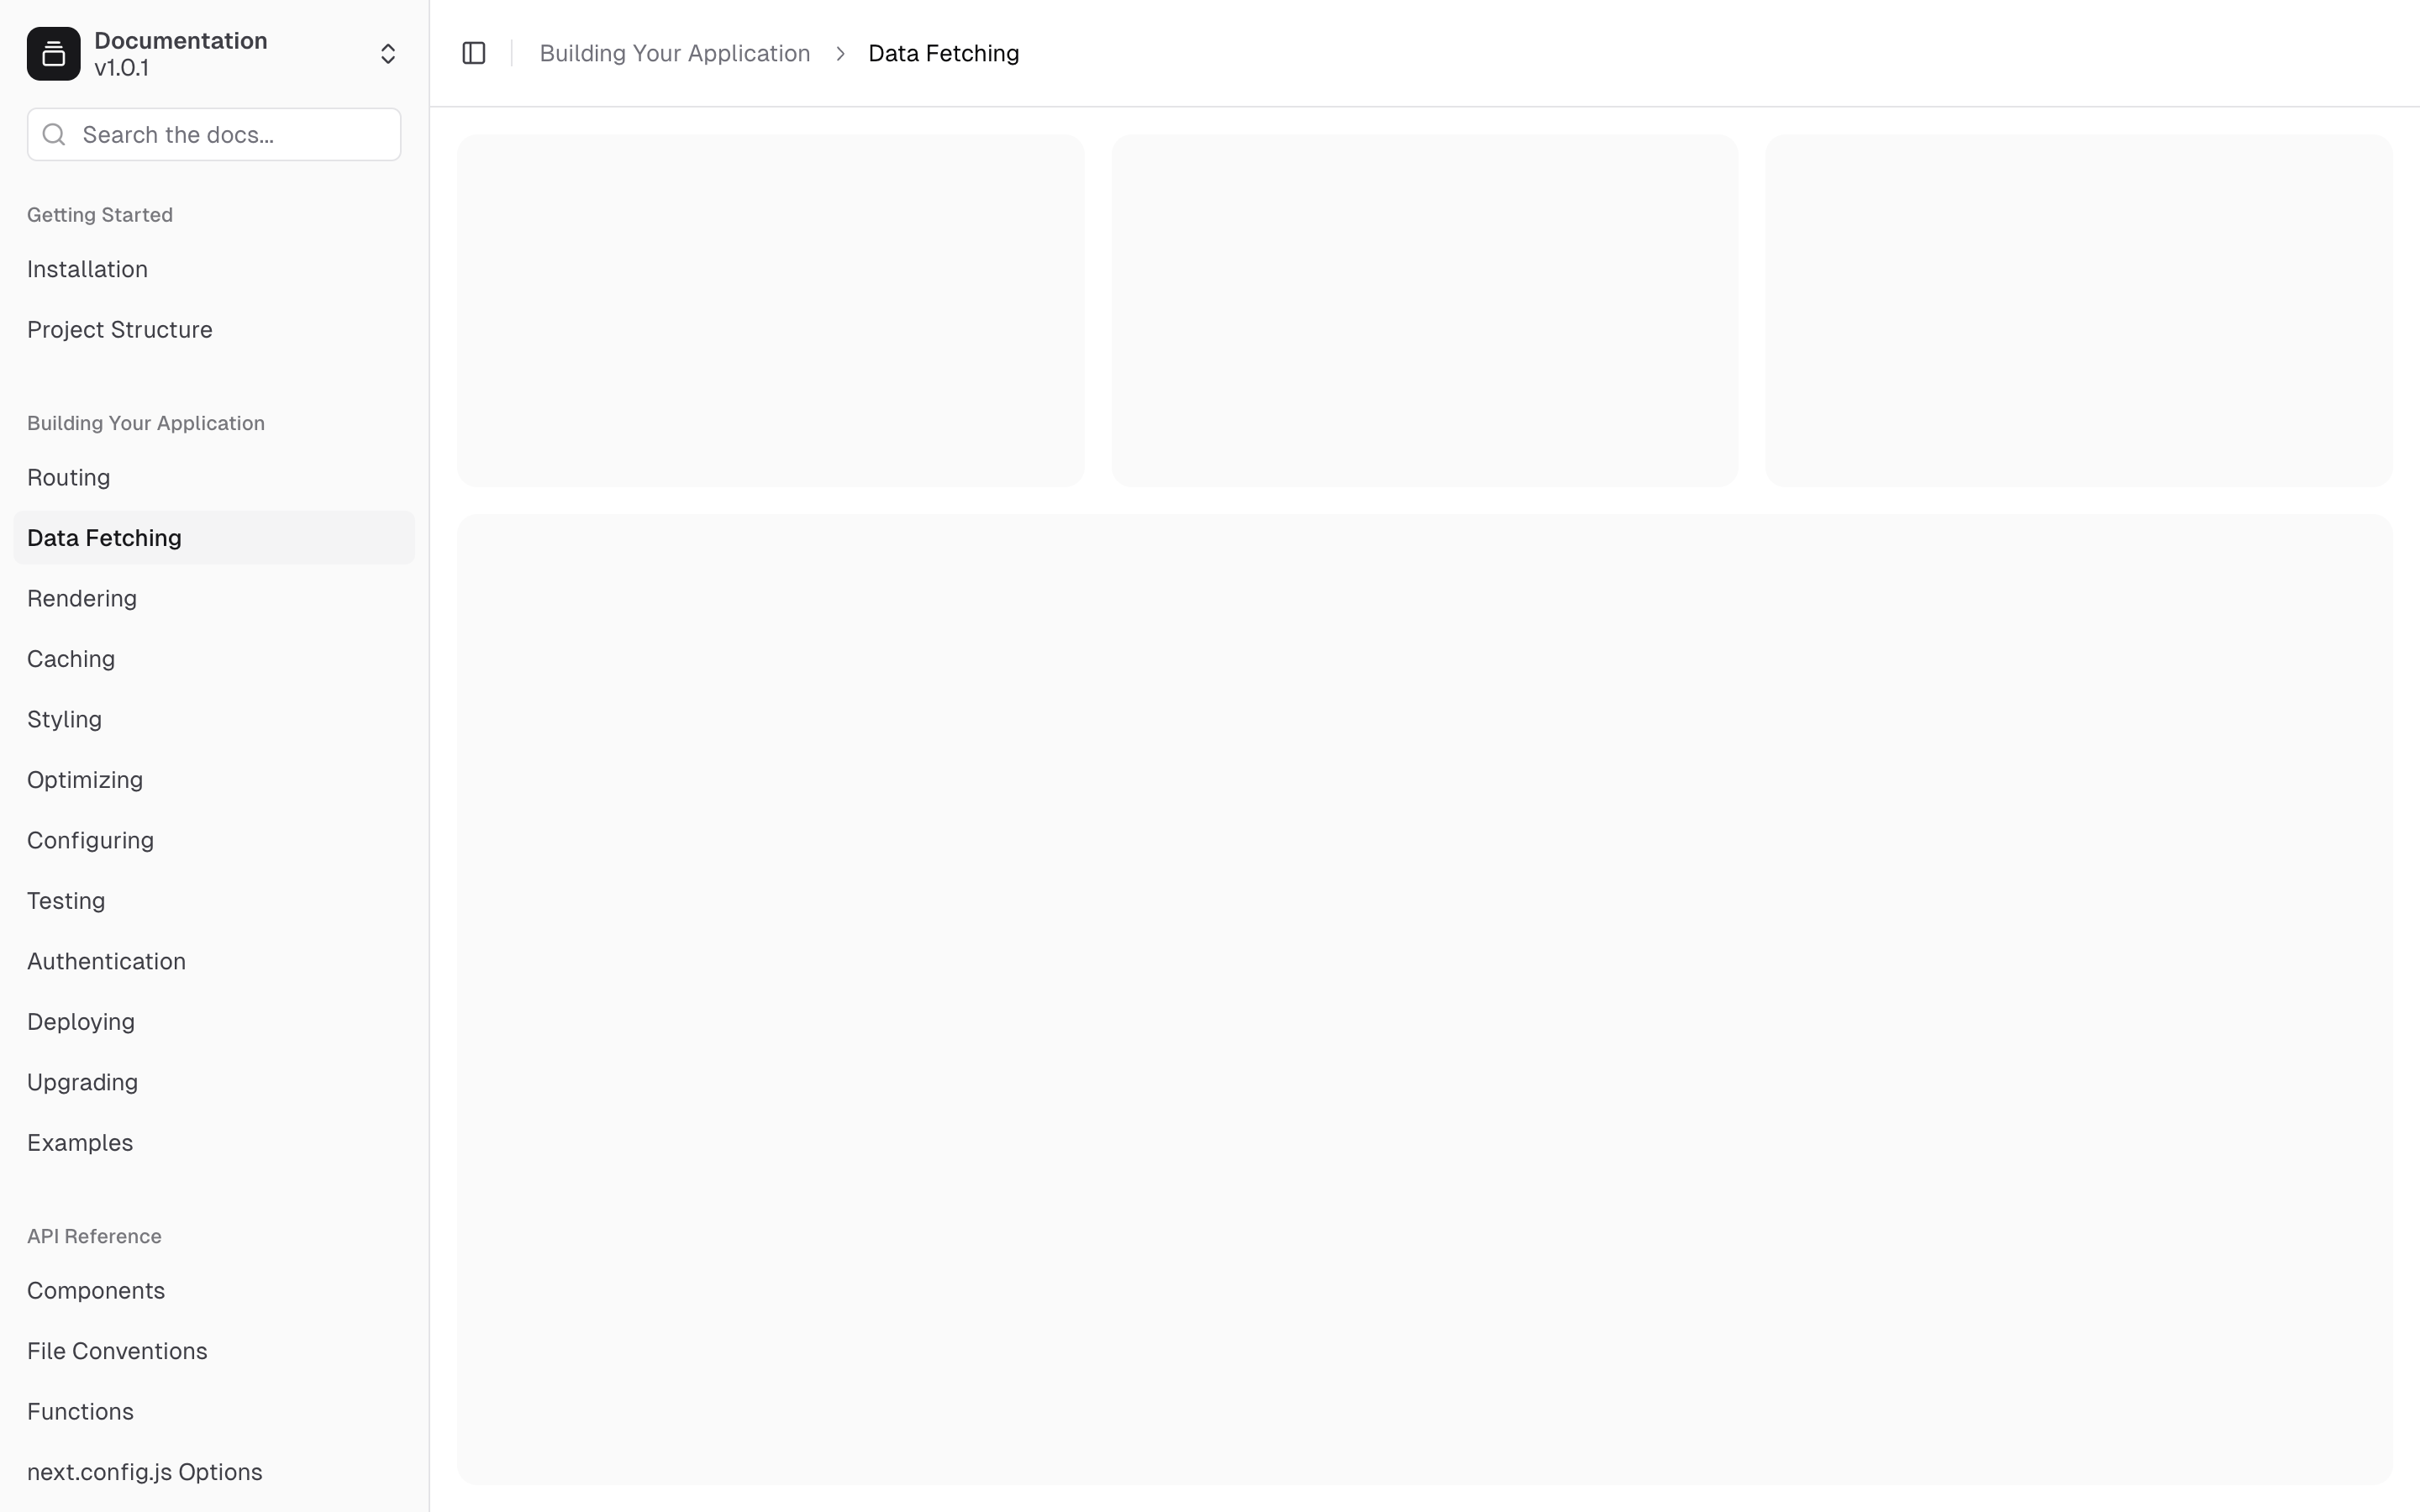 Documentation
v1.0.1
Search the docs...
Getting Started
Installation
Project Structure
Building Your Application
Routing
Data Fetching
Rendering
Caching
Styling
Optimizing
Configuring
Testing
Authentication
Deploying
Upgrading
Examples
API Reference
Components
File Conventions
Functions
next.config.js Options
Building Your Application
Data Fetching